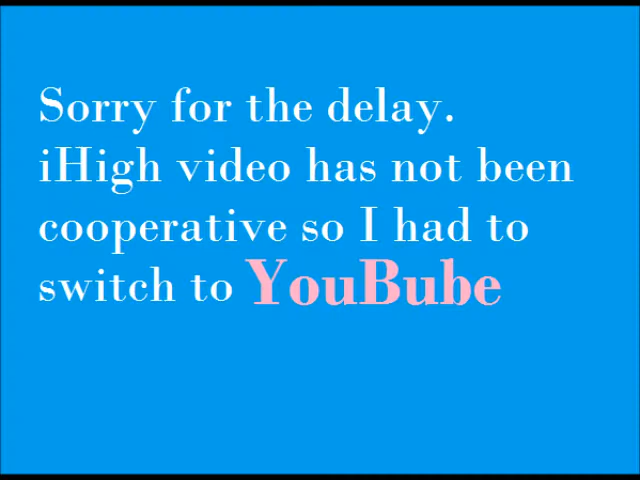 Sorry for the delay.
iHigh video has not been
cooperative so I had to
switch to YouBube